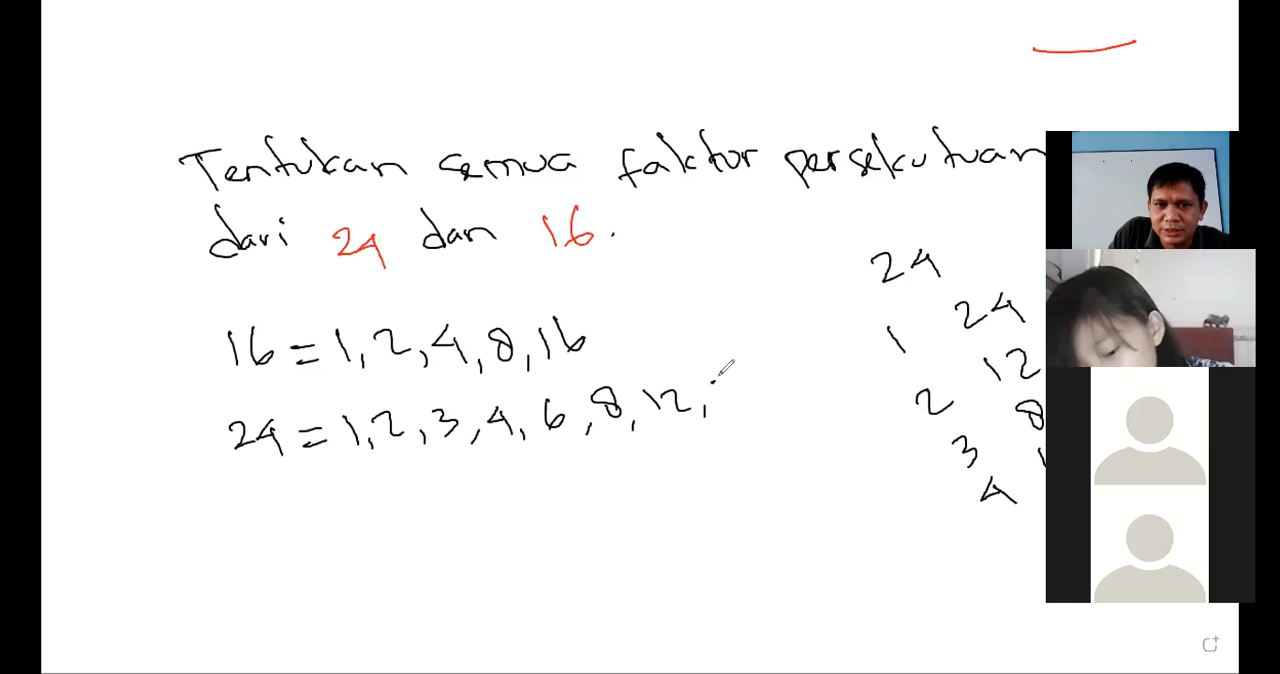 Tentukan semua faktor persekutuan
dari 24 dan 16.
16 = 1, 2, 4, 8, 16
24 = 1, 2, 3, 4, 6, 8, 12,
24
1 24
2 12
3 8
4